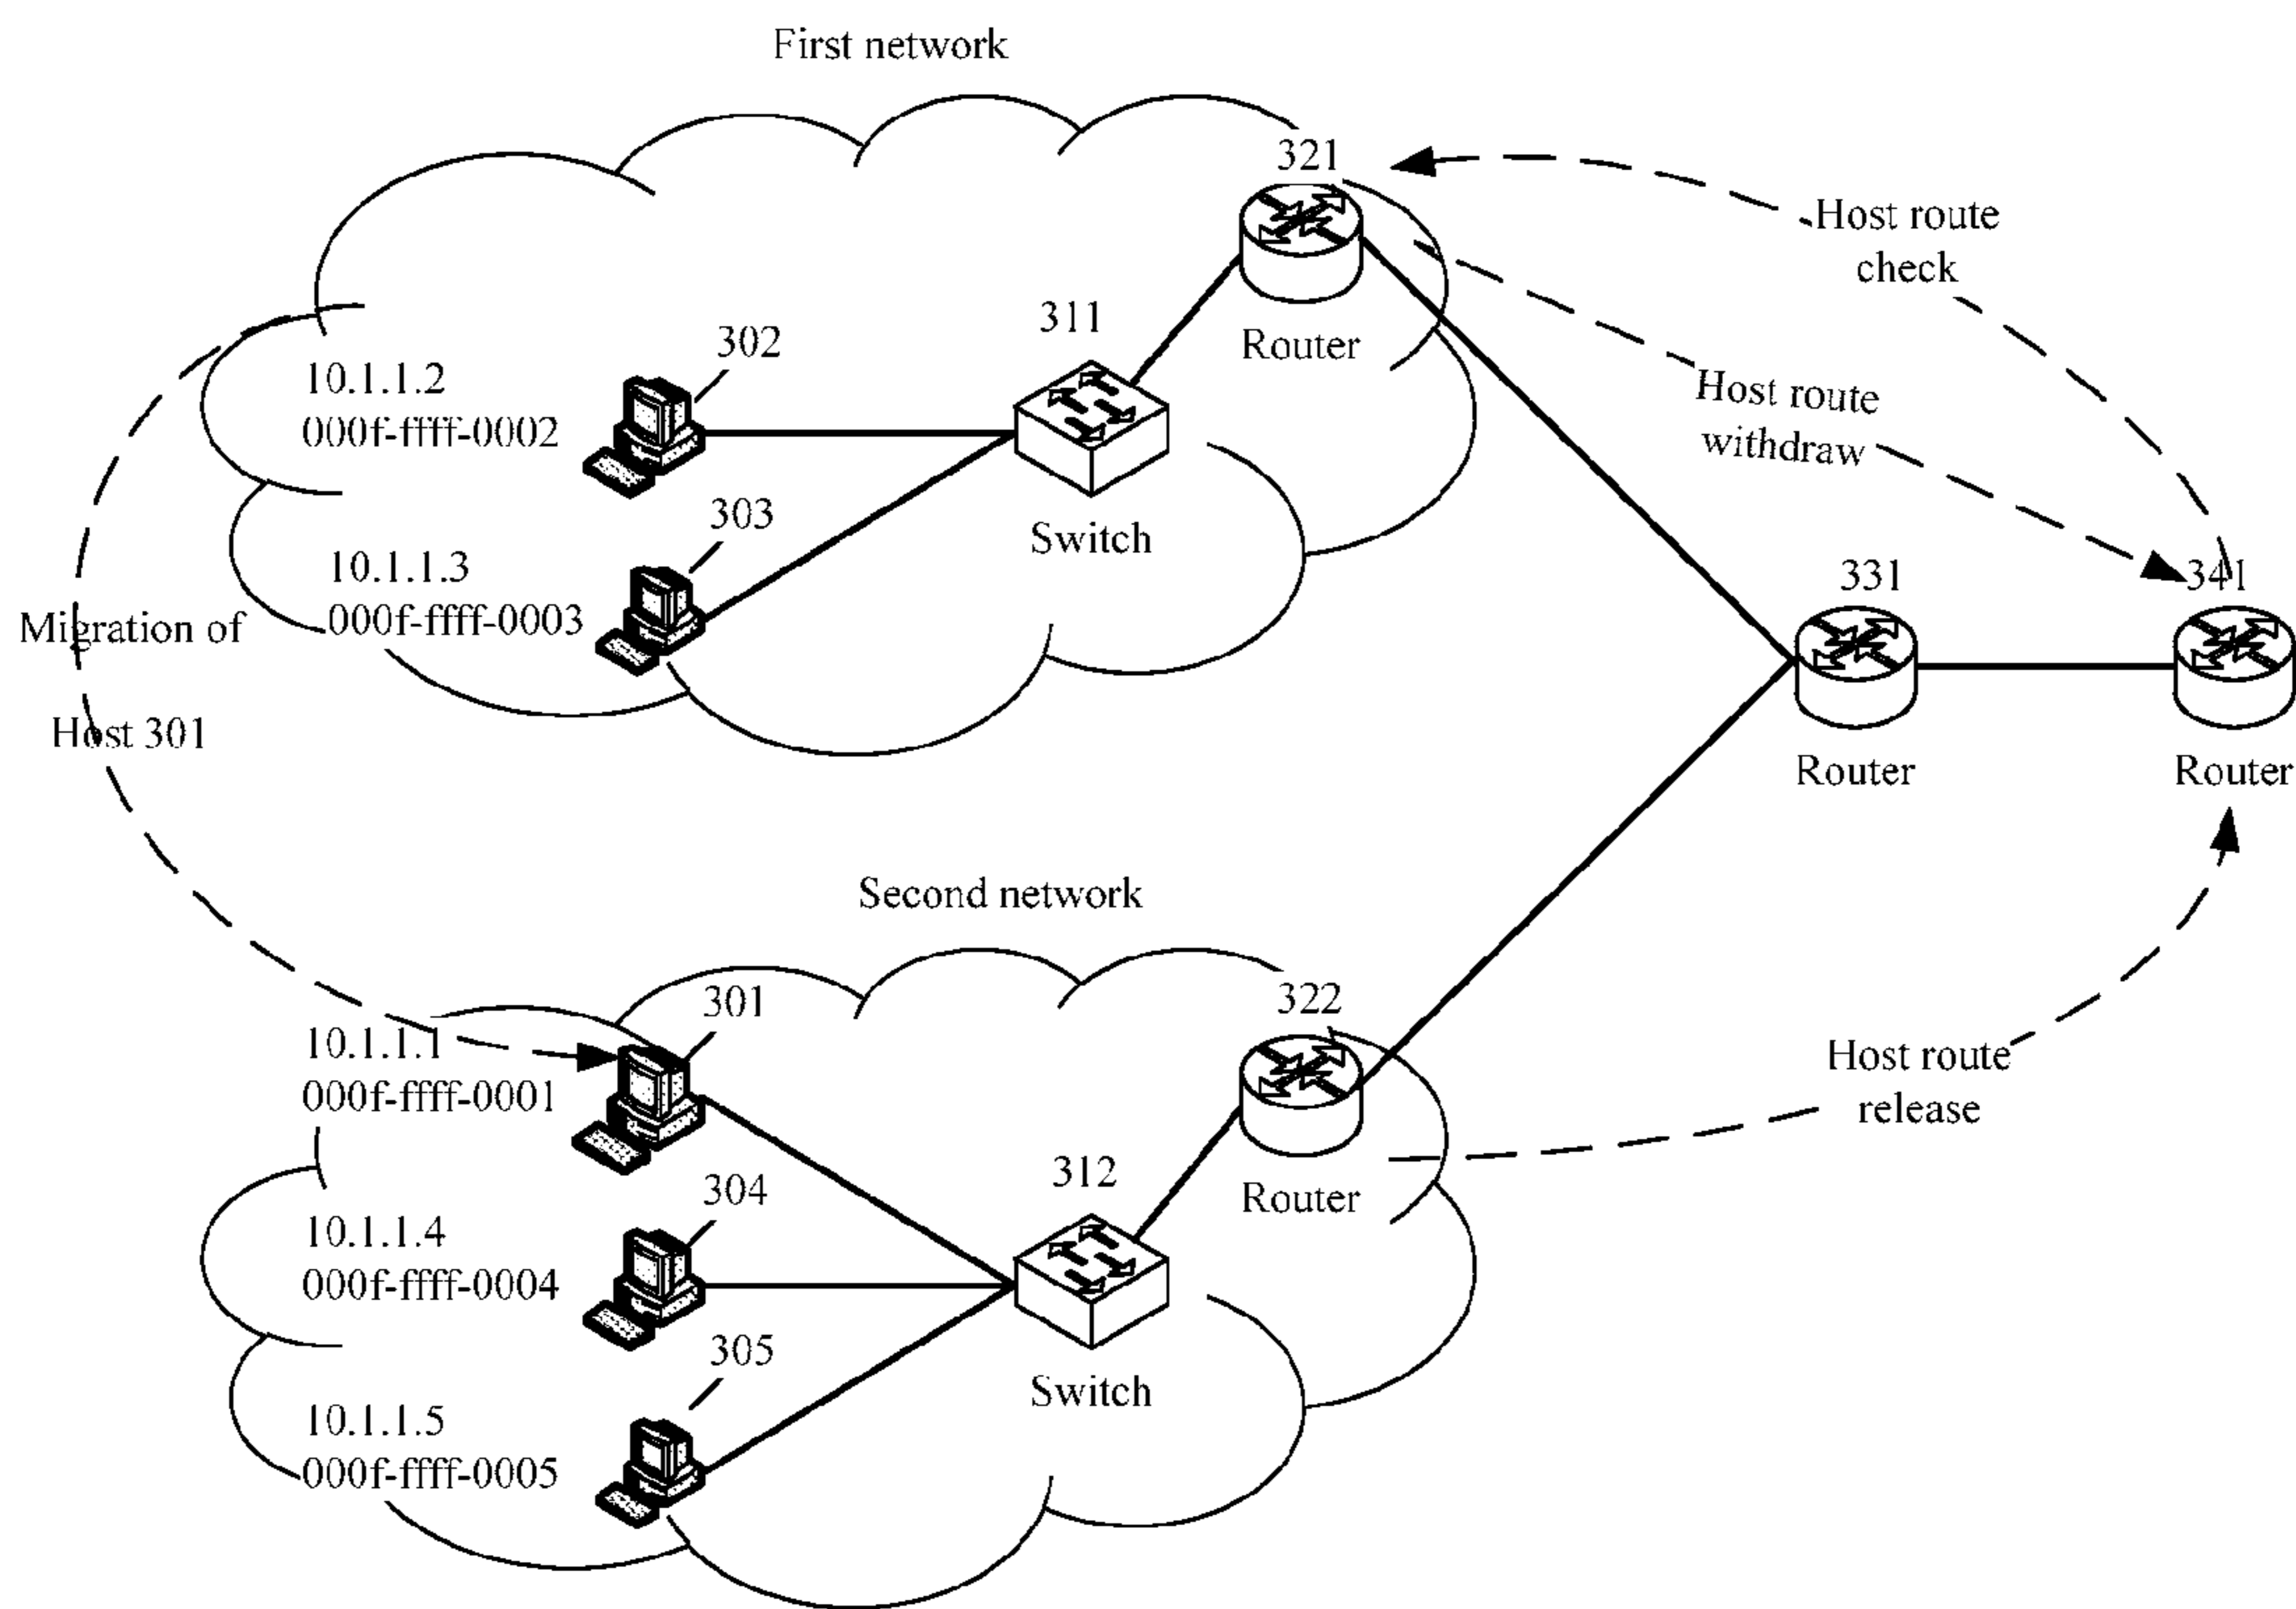 First network
321
Host route
check
311
Router
302
10.1.1.2
000f-ffff-0002
Host route
withdraw
303
Switch
10.1.1.3
000f-ffff-0003
331
341
Migration of
Host 301
Router
Router
Second network
301
322
10.1.1.1
000f-ffff-0001
Host route
release
304
312
Router
10.1.1.4
000f-ffff-0004
305
Switch
10.1.1.5
000f-ffff-0005